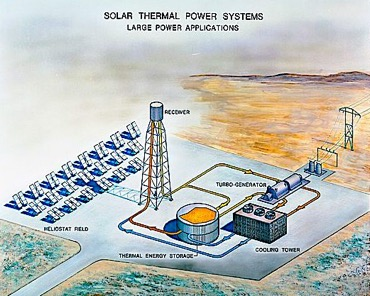 SOLAR THERMAL POWER SYSTEMS
LARGE POWER APPLICATIONS
RECEIVER
TURBO-GENERATOR
HELIOSTAT FIELD
THERMAL ENERGY STORAGE
COOLING TOWER